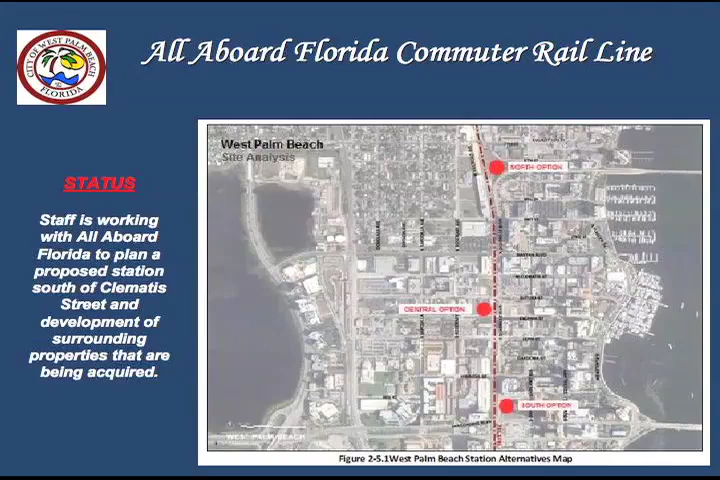 All Aboard Florida Commuter Rail Line
CITY OF WEST PALM BEACH
FLORIDA
STATUS
Staff is working
with All Aboard
Florida to plan a
proposed station
south of Clematis
Street and
development of
surrounding
properties that are
being acquired.
West Palm Beach
Site Analysis
NORTH OPTION
CENTRAL OPTION
SOUTH OPTION
WEST PALM BEACH
Figure 2-5.1West Palm Beach Station Alternatives Map